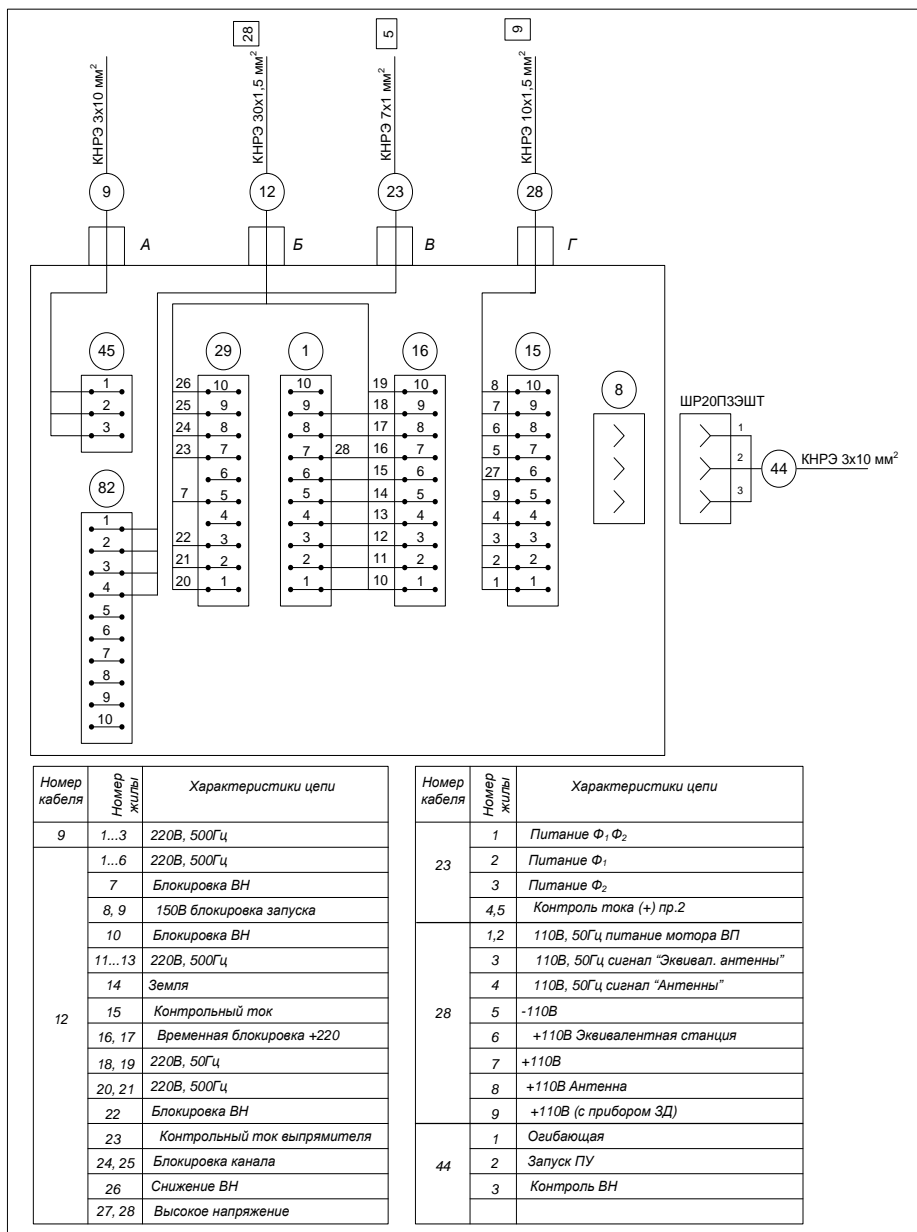 28 5 9
КНРЭ 3х10 мм²
КНРЭ 30х1,5 мм²
КНРЭ 7х1 мм²
КНРЭ 10х1,5 мм²
9 12 23 28
А Б В Г
45 29 1 16 15 8
1
2
3
82
1
2
3
4
5
6
7
8
9
10
26 10
25 9
24 8
23 7
6
7 5
4
22 3
21 2
20 1
10 19 10
9 18 9
8 17 8
7 28 16 7
6 15 6
5 14 5
4 13 4
3 12 3
2 11 2
1 10 1
8 10
7 9
6 8
5 7
27 6
9 5
4 4
3 3
2 2
1 1
ШР20П3ЭШТ
1
2
3
44
КНРЭ 3х10 мм²
Номер кабеля Номер жилы Характеристики цепи
9 1...3 220В, 500Гц
12 1...6 220В, 500Гц
7 Блокировка ВН
8, 9 150В блокировка запуска
10 Блокировка ВН
11...13 220В, 500Гц
14 Земля
15 Контрольный ток
16, 17 Временная блокировка +220
18, 19 220В, 50Гц
20, 21 220В, 500Гц
22 Блокировка ВН
23 Контрольный ток выпрямителя
24, 25 Блокировка канала
26 Снижение ВН
27, 28 Высокое напряжение
Номер кабеля Номер жилы Характеристики цепи
23 1 Питание Ф₁ Ф₂
2 Питание Ф₁
3 Питание Ф₂
4,5 Контроль тока (+) пр.2
28 1,2 110В, 50Гц питание мотора ВП
3 110В, 50Гц сигнал “Эквивал. антенны”
4 110В, 50Гц сигнал “Антенны”
5 -110В
6 +110В Эквивалентная станция
7 +110В
8 +110В Антенна
9 +110В (с прибором ЗД)
44 1 Огибающая
2 Запуск ПУ
3 Контроль ВН